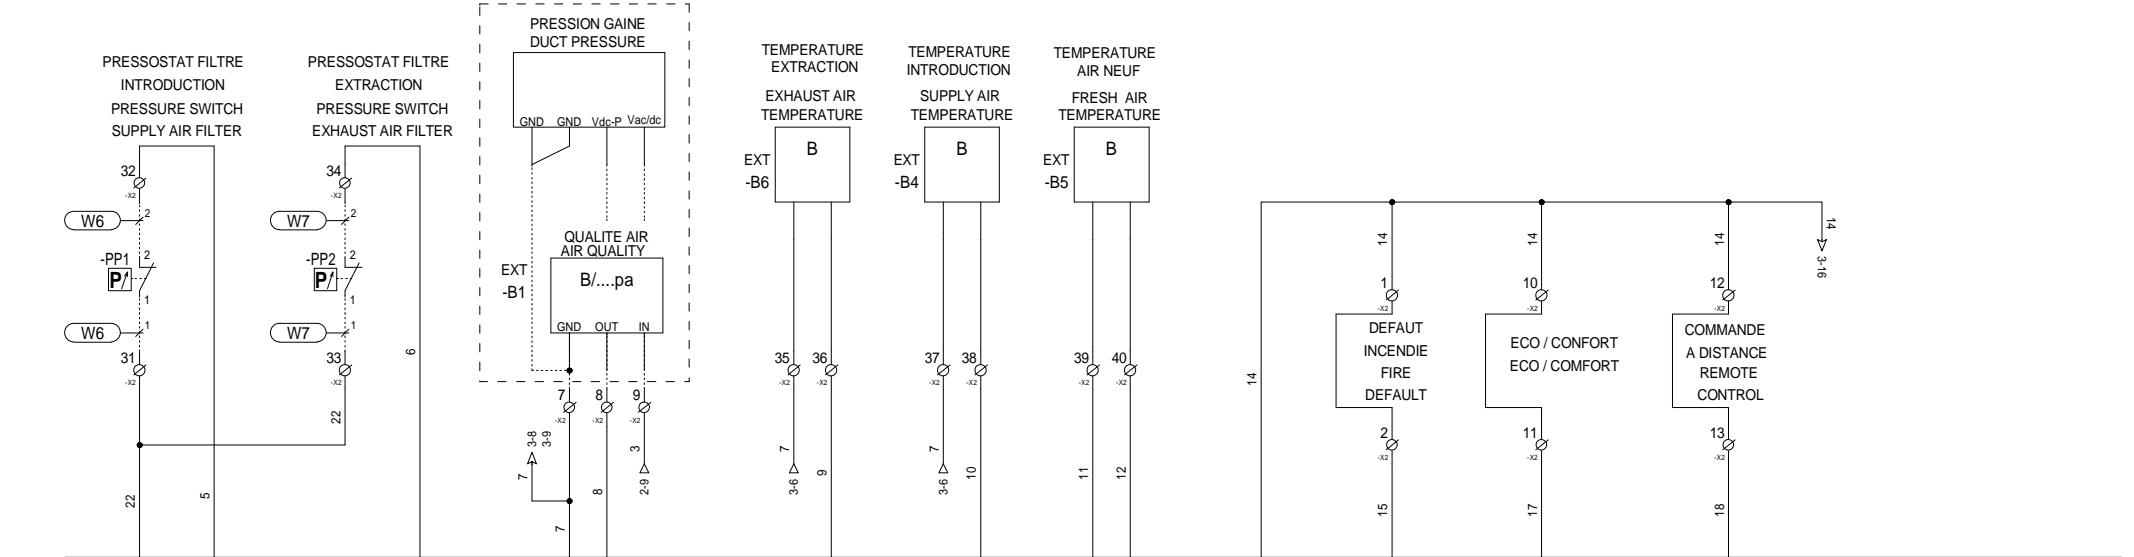 PRESSOSTAT FILTRE
INTRODUCTION
PRESSURE SWITCH
SUPPLY AIR FILTER
32
-X2
W6
2
-PP1
2
P
1
W6
1
31
-X2
22
5
PRESSOSTAT FILTRE
EXTRACTION
PRESSURE SWITCH
EXHAUST AIR FILTER
34
-X2
W7
2
-PP2
2
P
1
W7
1
33
-X2
22
6
PRESSION GAINE
DUCT PRESSURE
GND GND Vdc-P Vac/dc
QUALITE AIR
AIR QUALITY
EXT
-B1
B/....pa
GND OUT IN
7 8 9
-X2 -X2 -X2
3-8
3-9
7
7
8
3
2-9
TEMPERATURE
EXTRACTION
EXHAUST AIR
TEMPERATURE
B
EXT
-B6
35 36
-X2 -X2
7
3-6
9
TEMPERATURE
INTRODUCTION
SUPPLY AIR
TEMPERATURE
B
EXT
-B4
37 38
-X2 -X2
7
3-6
10
TEMPERATURE
AIR NEUF
FRESH AIR
TEMPERATURE
B
EXT
-B5
39 40
-X2 -X2
11
12
14
14
1
-X2
DEFAUT
INCENDIE
FIRE
DEFAULT
2
-X2
15
14
10
-X2
ECO / CONFORT
ECO / COMFORT
11
-X2
17
14
12
-X2
COMMANDE
A DISTANCE
REMOTE
CONTROL
13
-X2
18
14
3-16